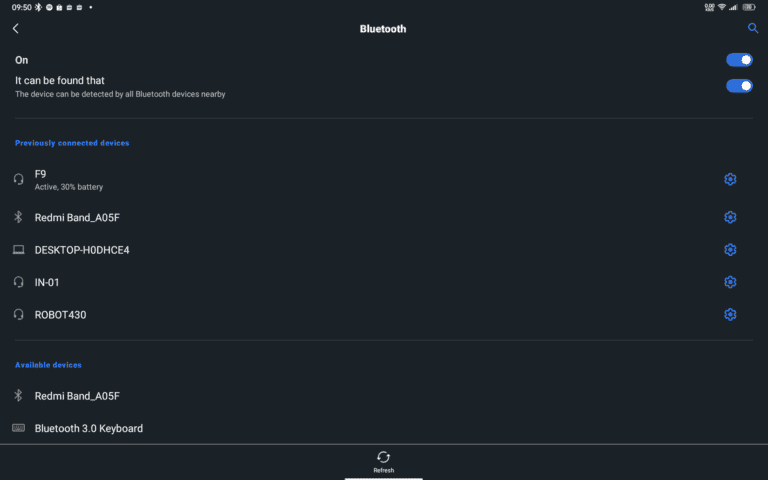 09:50
Bluetooth
On
It can be found that
The device can be detected by all Bluetooth devices nearby
Previously connected devices
F9
Active, 30% battery
Redmi Band_A05F
DESKTOP-H0DHCE4
IN-01
ROBOT430
Available devices
Redmi Band_A05F
Bluetooth 3.0 Keyboard
Refresh